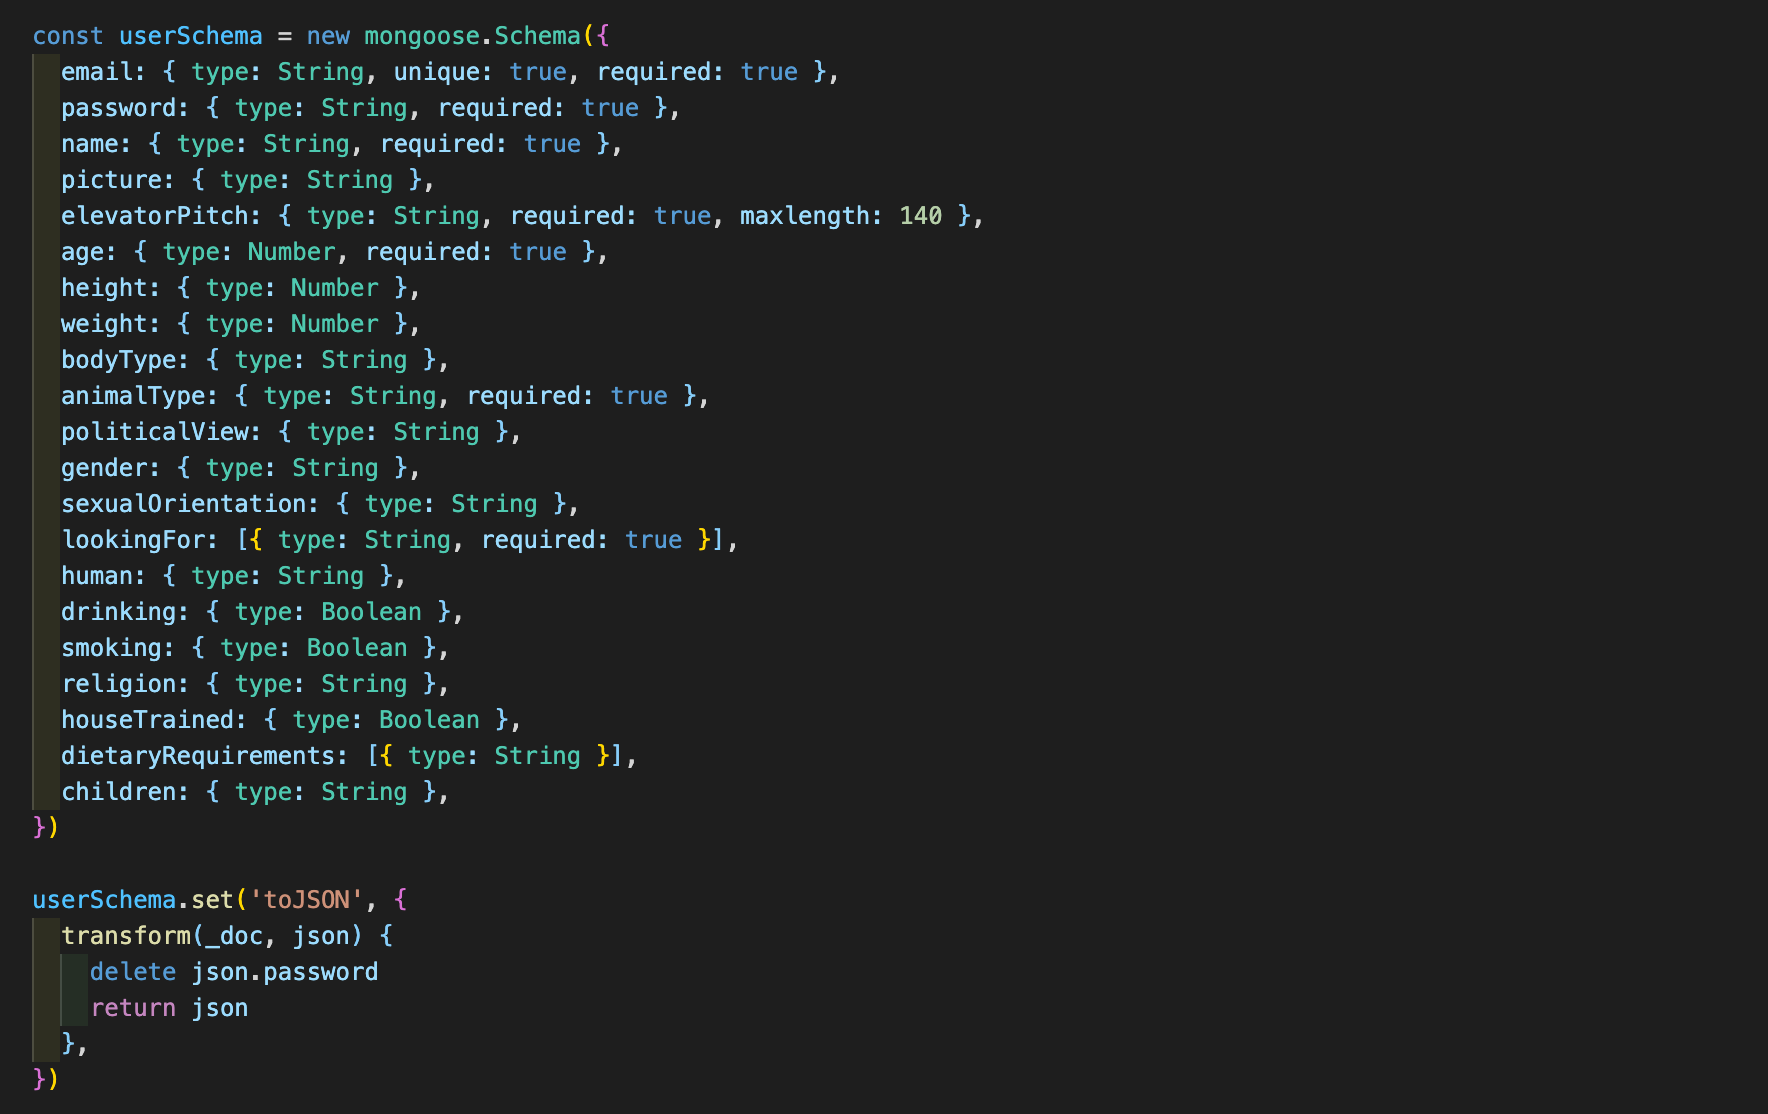 const userSchema = new mongoose.Schema({
  email: { type: String, unique: true, required: true },
  password: { type: String, required: true },
  name: { type: String, required: true },
  picture: { type: String },
  elevatorPitch: { type: String, required: true, maxlength: 140 },
  age: { type: Number, required: true },
  height: { type: Number },
  weight: { type: Number },
  bodyType: { type: String },
  animalType: { type: String, required: true },
  politicalView: { type: String },
  gender: { type: String },
  sexualOrientation: { type: String },
  lookingFor: [{ type: String, required: true }],
  human: { type: String },
  drinking: { type: Boolean },
  smoking: { type: Boolean },
  religion: { type: String },
  houseTrained: { type: Boolean },
  dietaryRequirements: [{ type: String }],
  children: { type: String },
})

userSchema.set('toJSON', {
  transform(_doc, json) {
    delete json.password
    return json
  },
})